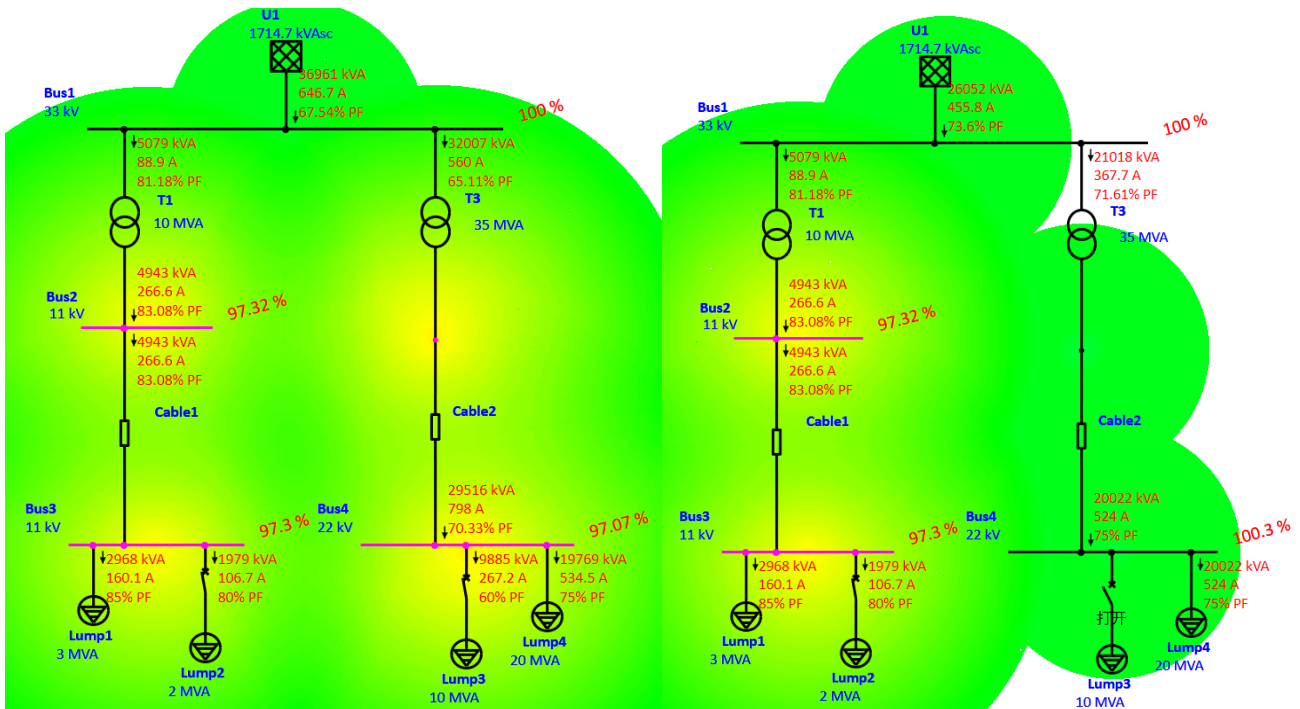 U1
1714.7 kVAsc
36961 kVA
646.7 A
67.54% PF
Bus1
33 kV
100 %
5079 kVA
88.9 A
81.18% PF
32007 kVA
560 A
65.11% PF
T1
10 MVA
T3
35 MVA
4943 kVA
266.6 A
83.08% PF
Bus2
11 kV
97.32 %
4943 kVA
266.6 A
83.08% PF
Cable1
Cable2
29516 kVA
798 A
70.33% PF
Bus3
11 kV
97.3 %
Bus4
22 kV
97.07 %
2968 kVA
160.1 A
85% PF
1979 kVA
106.7 A
80% PF
9885 kVA
267.2 A
60% PF
19769 kVA
534.5 A
75% PF
Lump1
3 MVA
Lump2
2 MVA
Lump3
10 MVA
Lump4
20 MVA
U1
1714.7 kVAsc
26052 kVA
455.8 A
73.6% PF
Bus1
33 kV
100 %
5079 kVA
88.9 A
81.18% PF
21018 kVA
367.7 A
71.61% PF
T1
10 MVA
T3
35 MVA
4943 kVA
266.6 A
83.08% PF
Bus2
11 kV
97.32 %
4943 kVA
266.6 A
83.08% PF
Cable1
Cable2
20022 kVA
524 A
75% PF
Bus3
11 kV
97.3 %
Bus4
22 kV
100.3 %
2968 kVA
160.1 A
85% PF
1979 kVA
106.7 A
80% PF
20022 kVA
524 A
75% PF
打开
Lump1
3 MVA
Lump2
2 MVA
Lump3
10 MVA
Lump4
20 MVA